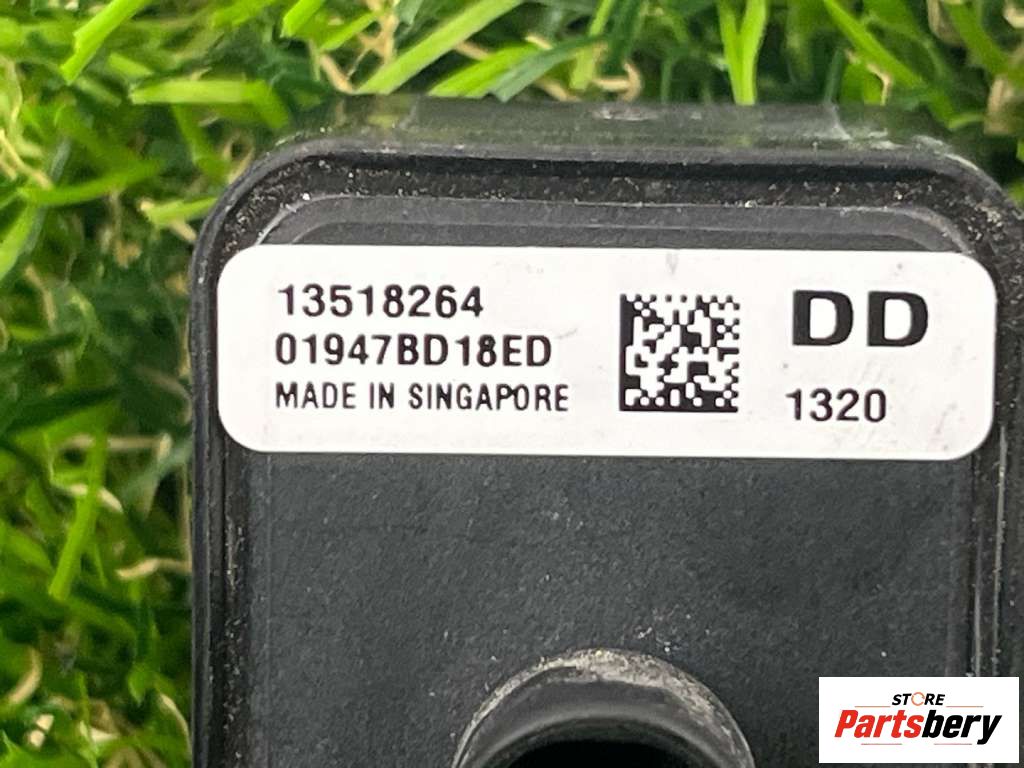 13518264
01947BD18ED
MADE IN SINGAPORE
DD
1320
STORE
Partsbery